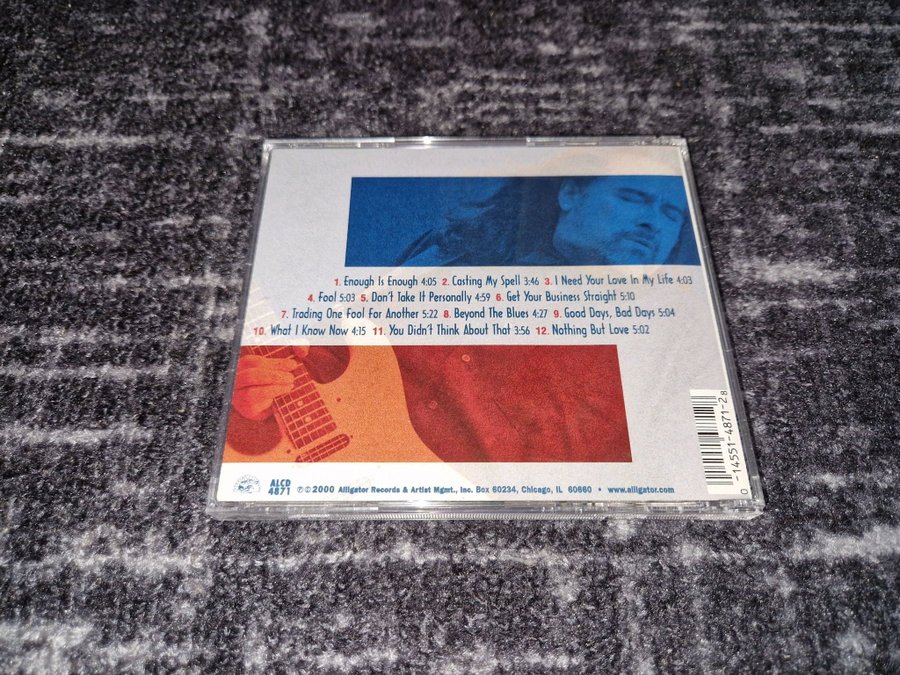 1. Enough Is Enough 4:05 2. Casting My Spell 3:46 3. I Need Your Love In My Life 4:03
4. Fool 5:03 5. Don't Take It Personally 4:59 6. Get Your Business Straight 5:10
7. Trading One Fool For Another 5:22 8. Beyond The Blues 4:27 9. Good Days, Bad Days 5:04
10. What I Know Now 4:15 11. You Didn't Think About That 3:56 12. Nothing But Love 5:02
ALCD
4871
℗©2000 Alligator Records & Artist Mgmt., Inc. Box 60234, Chicago, IL 60660 • www.alligator.com
0 -14551-4871-2 8